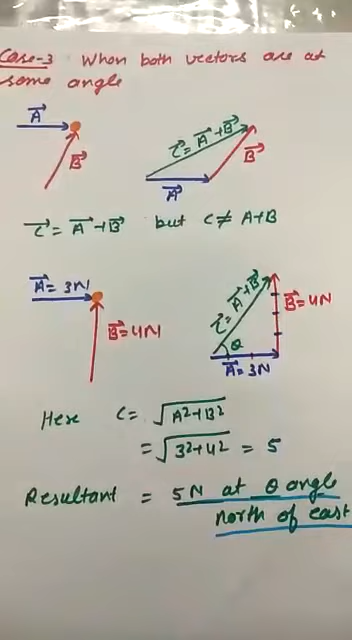 Case-3 When both vectors are at
some angle
A⃗
B⃗
C⃗ = A⃗+B⃗
B⃗
A⃗
C⃗ = A⃗+B⃗ but C ≠ A+B
A⃗ = 3N
B⃗ = 4N
C⃗ = A⃗+B⃗
B⃗ = 4N
θ
A⃗ = 3N
Here C = √A²+B²
= √3²+4² = 5
Resultant = 5N at θ angle
north of east